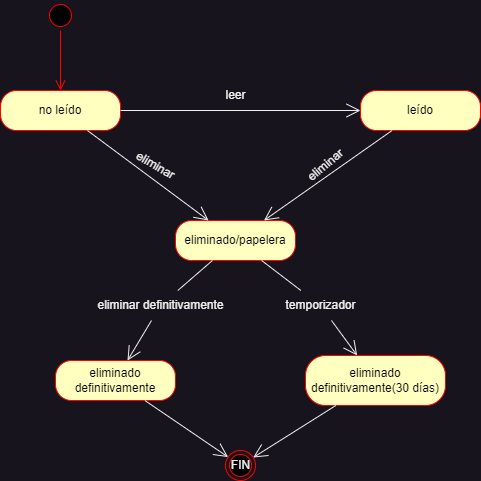 leer
no leído
leído
eliminar
eliminar
eliminado/papelera
eliminar definitivamente
temporizador
eliminado
definitivamente
eliminado
definitivamente(30 días)
FIN